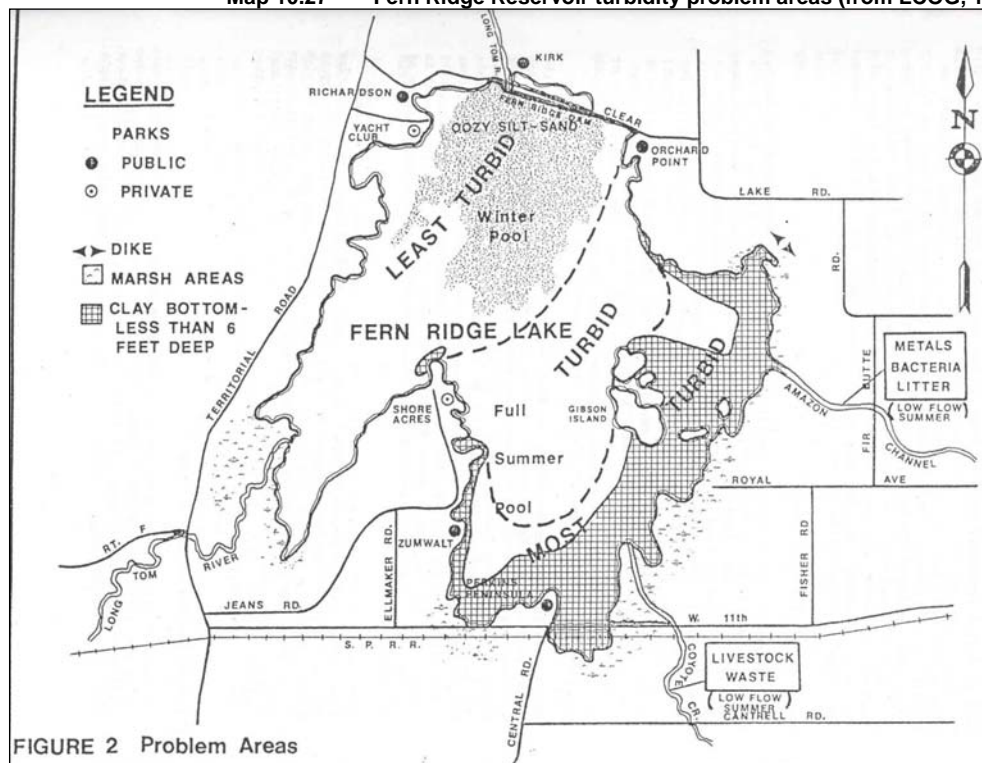 Map 10.27 Fern Ridge Reservoir turbidity problem areas (from LCOG, 1
LEGEND
PARKS
PUBLIC
PRIVATE
DIKE
MARSH AREAS
CLAY BOTTOM-
LESS THAN 6
FEET DEEP
LONG TOM R.
KIRK
RICHARDSON
FERN RIDGE DAM
CLEAR
YACHT
CLUB
OOZY SILT-SAND
ORCHARD
POINT
N
LAKE RD.
LEAST TURBID
Winter
Pool
RD.
TERRITORIAL ROAD
FERN RIDGE LAKE
TURBID
MOST TURBID
METALS
BACTERIA
LITTER
(LOW FLOW)
SUMMER
SHORE
ACRES
Full
Summer
Pool
GIBSON
ISLAND
AMAZON CHANNEL
FIR BUTTE
ROYAL AVE
RT. F
LONG TOM RIVER
ZUMWALT
ELLMAKER RD.
FISHER RD
PERKINS
PENINSULA
JEANS RD.
W. 11th
S. P. R. R.
COYOTE CR.
LIVESTOCK
WASTE
(LOW FLOW)
SUMMER
CENTRAL RD.
CANTRELL RD.
FIGURE 2 Problem Areas